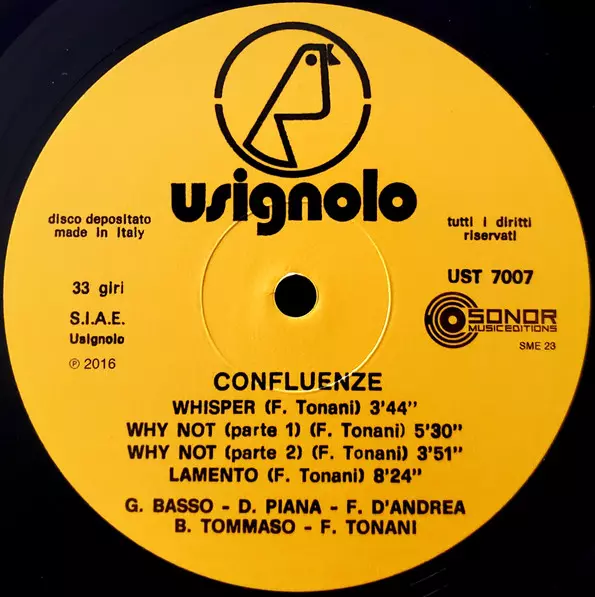 usignolo
disco depositato
made in Italy
tutti i diritti
riservati
33 giri
UST 7007
S.I.A.E.
Usignolo
℗ 2016
SONOR
MUSIC EDITIONS
SME 23
CONFLUENZE
WHISPER (F. Tonani) 3'44"
WHY NOT (parte 1) (F. Tonani) 5'30"
WHY NOT (parte 2) (F. Tonani) 3'51"
LAMENTO (F. Tonani) 8'24"
G. BASSO - D. PIANA - F. D'ANDREA
B. TOMMASO - F. TONANI